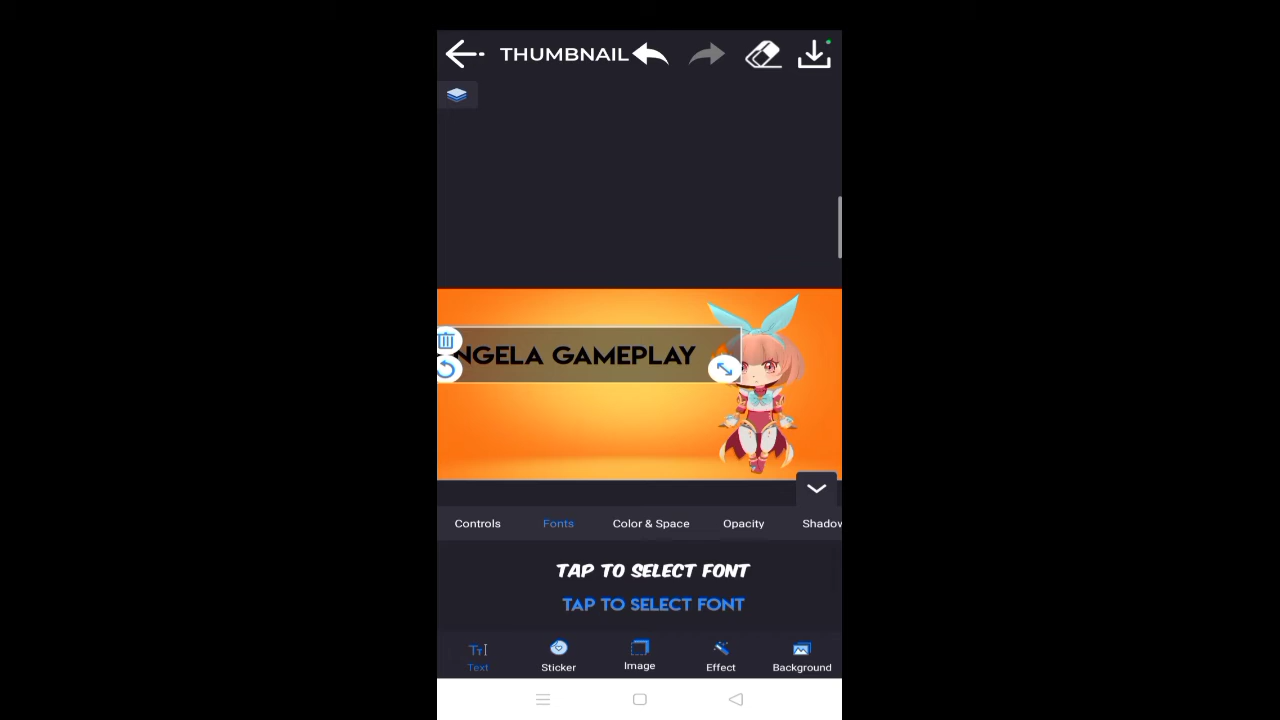 THUMBNAIL
NGELA GAMEPLAY
Controls Fonts Color & Space Opacity Shadow
TAP TO SELECT FONT
TAP TO SELECT FONT
Text Sticker Image Effect Background